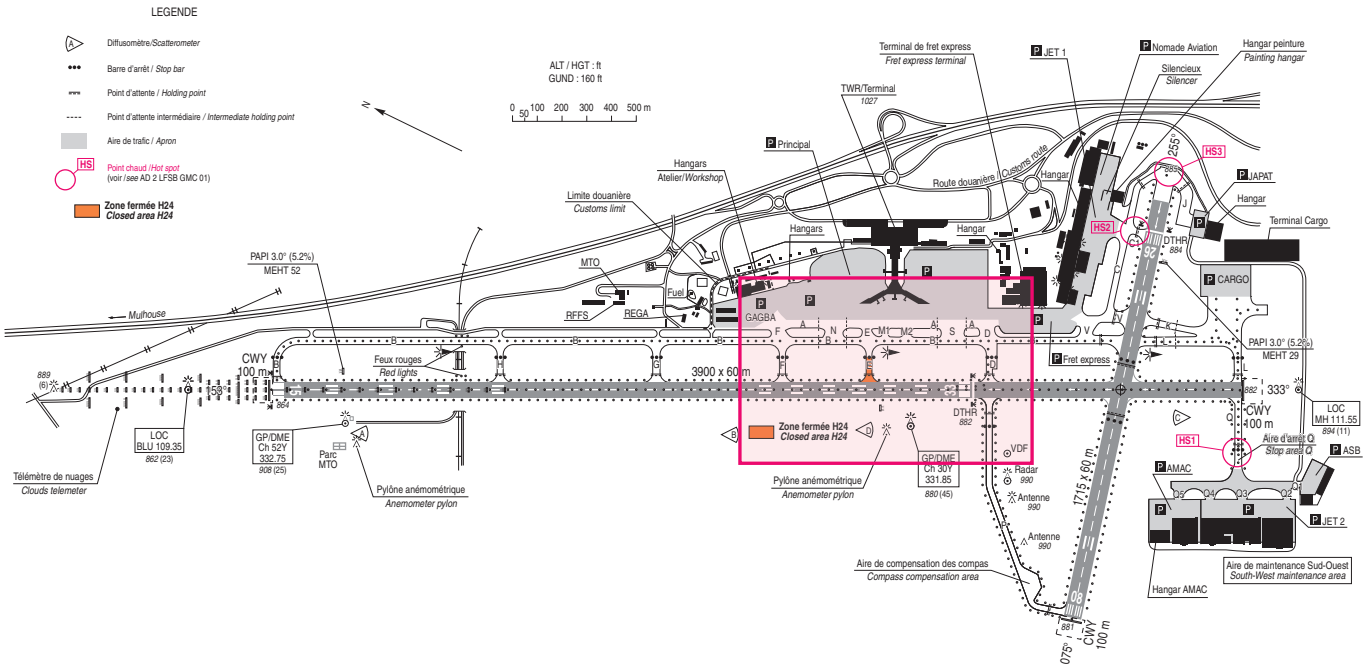 LEGENDE
A
Diffusomètre/Scatterometer
Barre d'arrêt / Stop bar
Point d'attente / Holding point
Point d'attente intermédiaire / Intermediate holding point
Aire de trafic / Apron
HS
Point chaud /Hot spot
(voir / see AD 2 LFSB GMC 01)
Zone fermée H24
Closed area H24
N
ALT / HGT : ft
GUND : 160 ft
0 100 200 300 400 500 m
50
Terminal de fret express
Fret express terminal
P JET 1
P Nomade Aviation
Hangar peinture
Painting hangar
Silencieux
Silencer
TWR/Terminal
1027
P Principal
Hangars
Atelier/Workshop
Route douanière / Customs route
Hangar
255°
885
HS3
P JAPAT
Hangar
Limite douanière
Customs limit
J
P
Terminal Cargo
HS2
Hangars
Hangar
DTHR
884
26
PAPI 3.0° (5.2%)
MEHT 52
MTO
P
C
P CARGO
Fuel
P
P
RFFS
REGA
GAGBA
P
Mulhouse
F A N E M1 M2 A S A D
V
K
B B B B B B
L
PAPI 3.0° (5.2%)
MEHT 29
Feux rouges
Red lights
P Fret express
889
(6)
CWY
100 m
B
H
G
F
E
D
L
153°
15
3900 x 60 m
33
882
333°
864
DTHR
882
CWY
100 m
LOC
MH 111.55
894 (11)
LOC
BLU 109.35
862 (23)
GP/DME
Ch 52Y
332.75
908 (25)
A
B
Zone fermée H24
Closed area H24
D
C
Q
HS1
Aire d'arrêt Q
Stop area Q
P ASB
Parc
MTO
GP/DME
Ch 30Y
331.85
880 (45)
VDF
Radar
990
Télémètre de nuages
Clouds telemeter
Pylône anémométrique
Anemometer pylon
Pylône anémométrique
Anemometer pylon
Antenne
990
P AMAC
Q5 Q4 Q3 Q2
Q1
P
P
P JET 2
1715 x 60 m
P
Antenne
990
Aire de compensation des compas
Compass compensation area
Aire de maintenance Sud-Ouest
South-West maintenance area
Hangar AMAC
08
881
CWY
100 m
075°